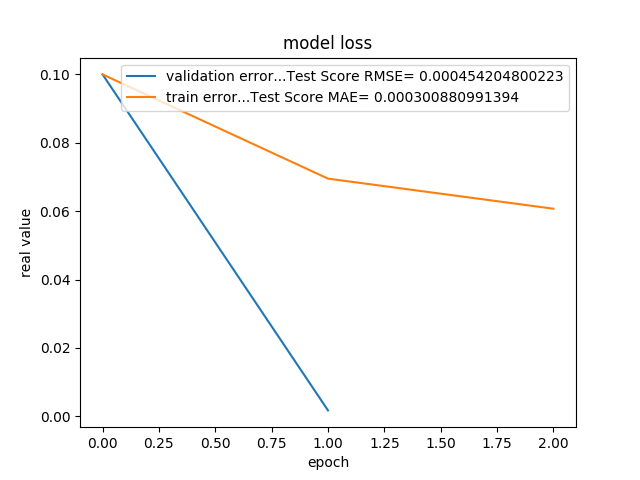 model loss
validation error...Test Score RMSE= 0.000454204800223
train error...Test Score MAE= 0.000300880991394
real value
0.10
0.08
0.06
0.04
0.02
0.00
0.00 0.25 0.50 0.75 1.00 1.25 1.50 1.75 2.00
epoch